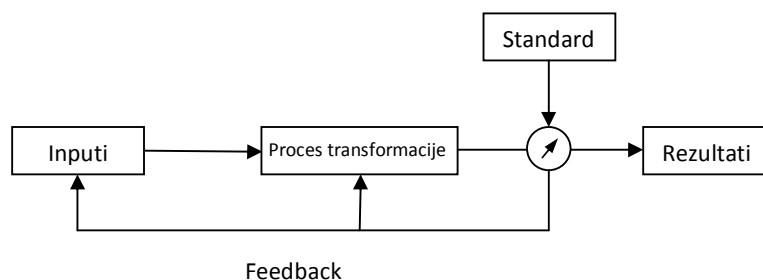 Standard
Inputi
Proces transformacije
Rezultati
Feedback